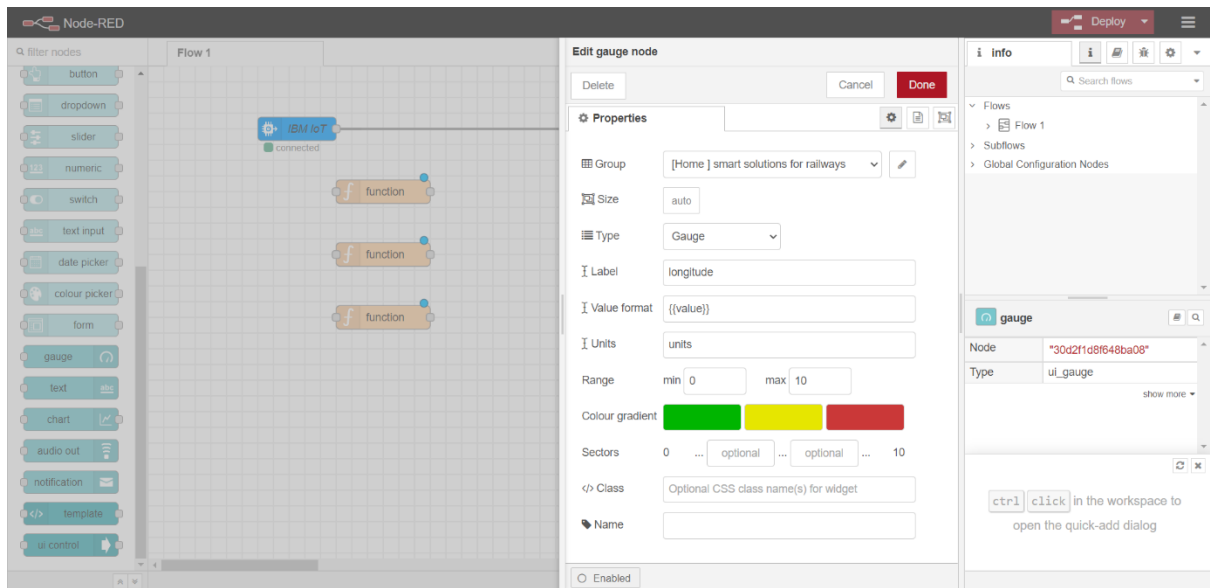 Node-RED
Deploy
filter nodes
button
dropdown
slider
numeric
switch
text input
date picker
colour picker
form
gauge
text
chart
audio out
notification
template
ui control
Flow 1
IBM IoT
connected
function
function
function
Edit gauge node
Delete
Cancel
Done
Properties
Group
[Home ] smart solutions for railways
Size
auto
Type
Gauge
Label
longitude
Value format
{{value}}
Units
units
Range
min 0
max 10
Colour gradient
Sectors
0 ... optional ... optional ... 10
</> Class
Optional CSS class name(s) for widget
Name
Enabled
i info
i
Search flows
Flows
Flow 1
Subflows
Global Configuration Nodes
gauge
Node "30d2f1d8f648ba08"
Type ui_gauge
show more
ctrl click in the workspace to
open the quick-add dialog